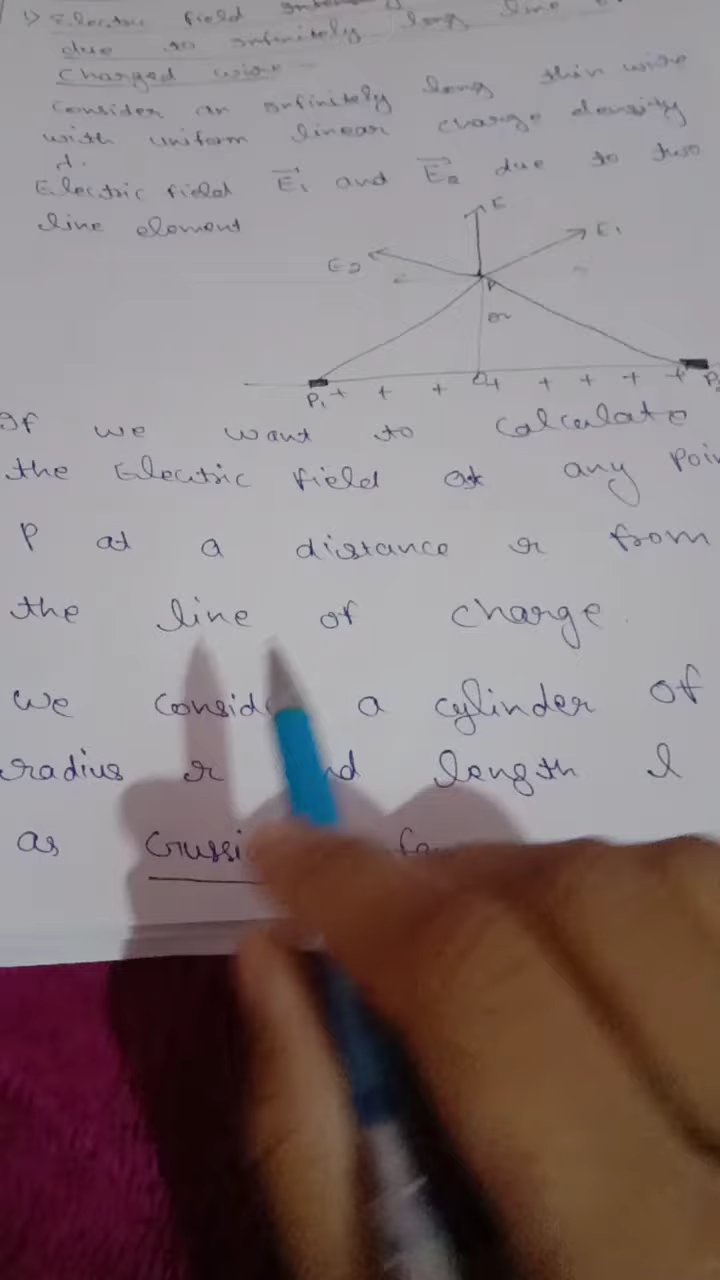 1) Electric field
due to infinitely long line
charged wire -
Consider an infinitely long thin wire
with uniform linear charge density
d.
Electric field E₁ and E₂ due to two
line element
E
E₁
E₂
P
r
P₁ + + + + + + + + P₂
If we want to calculate
the Electric field at any
P at a distance r from
the line of charge.
We a cylinder of
radius r length l
as